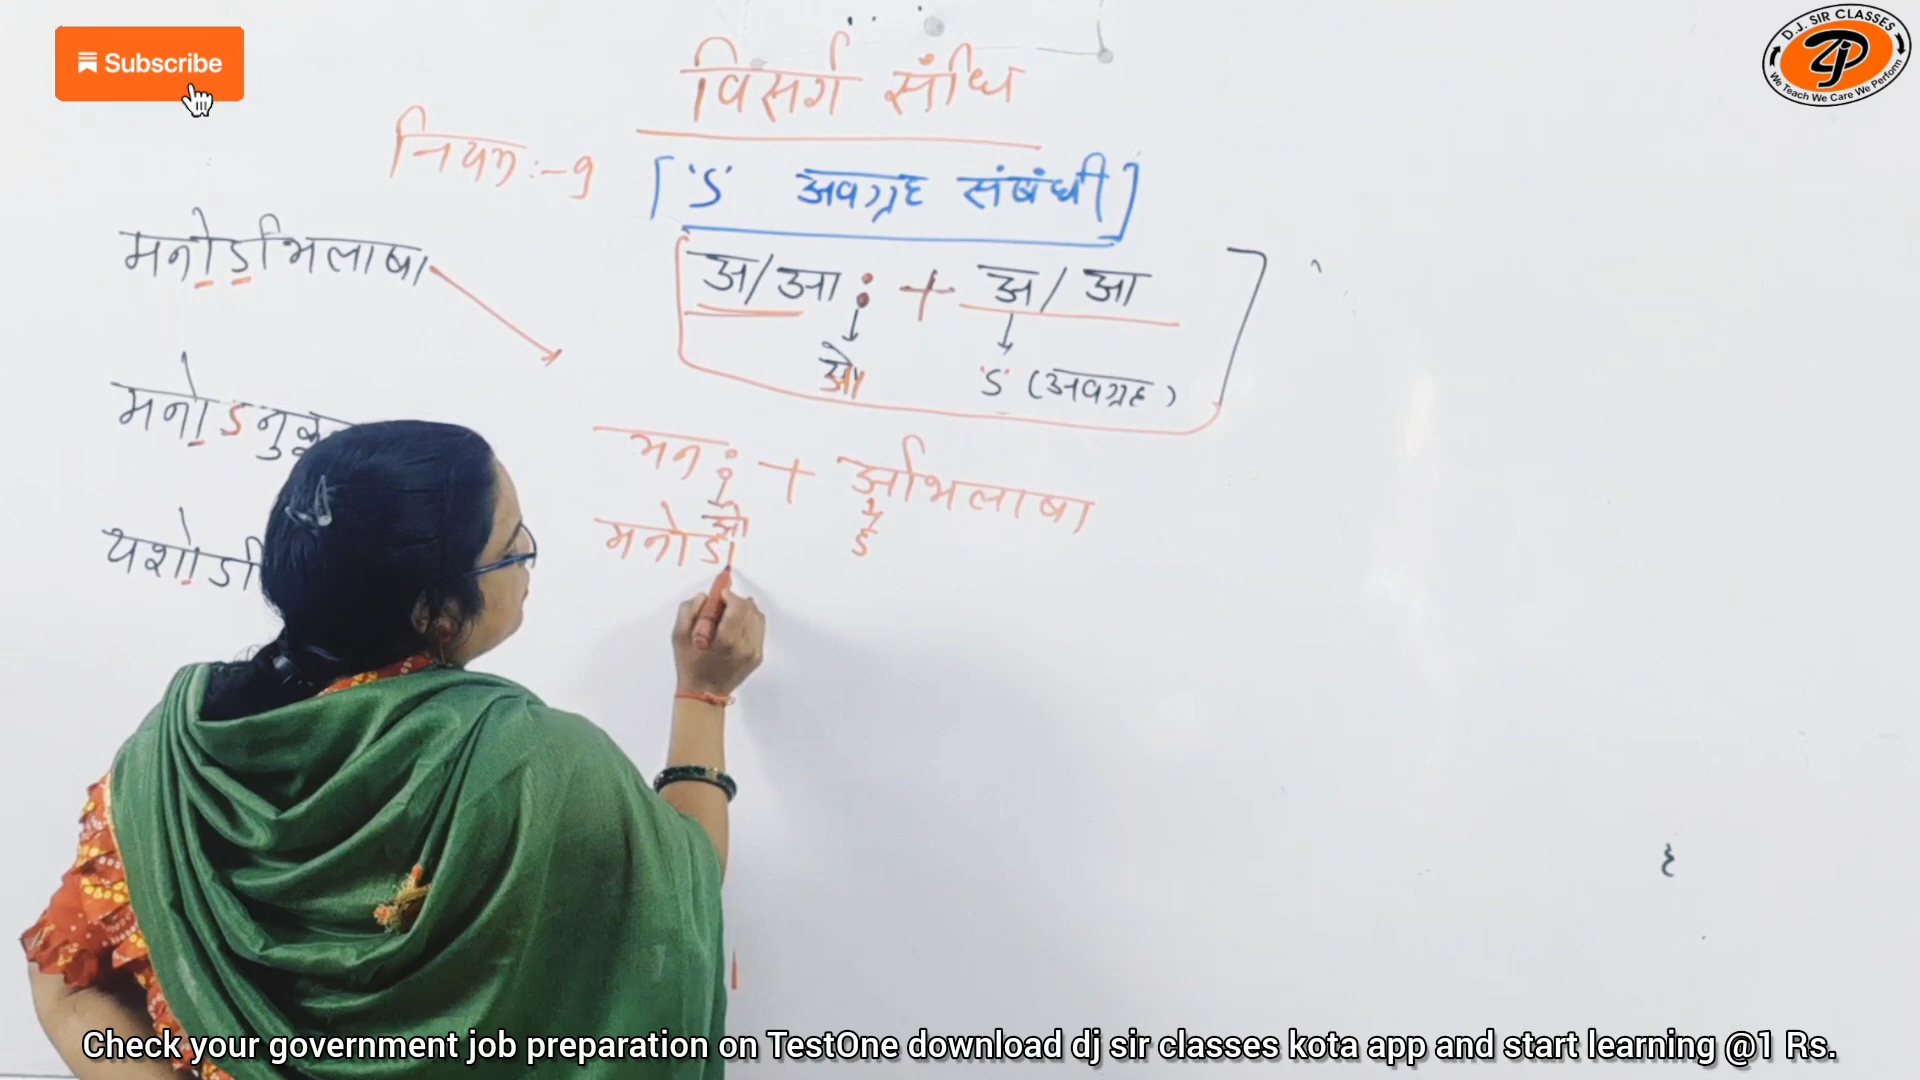 Subscribe
D.J. SIR CLASSES
We Teach We Care We Perform
विसर्ग संधि
नियम:-9
['ऽ' अवग्रह संबंधी]
मनोऽभिलाषा
अ/आ : + अ/आ
ओ 'ऽ' (अवग्रह)
मनोऽनुकू
मन: + अभिलाषा
ओ ऽ
मनोऽ
यशोऽ
Check your government job preparation on TestOne download dj sir classes kota app and start learning @1 Rs.